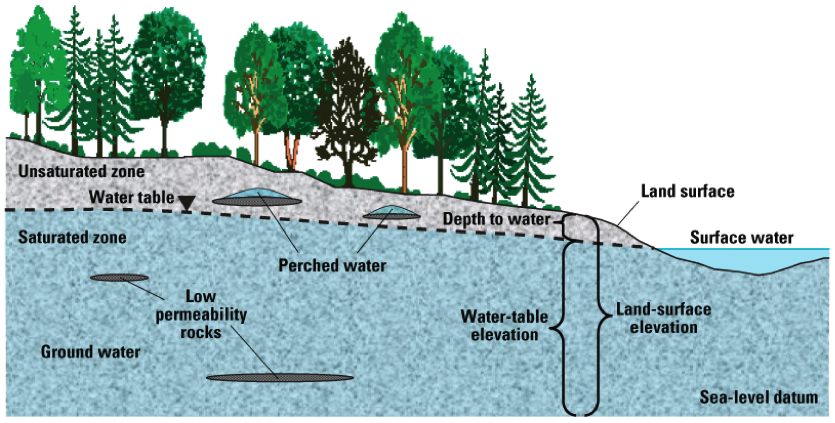 Unsaturated zone
Water table
Land surface
Depth to water
Saturated zone
Surface water
Perched water
Low
permeability
rocks
Water-table
elevation
Land-surface
elevation
Ground water
Sea-level datum